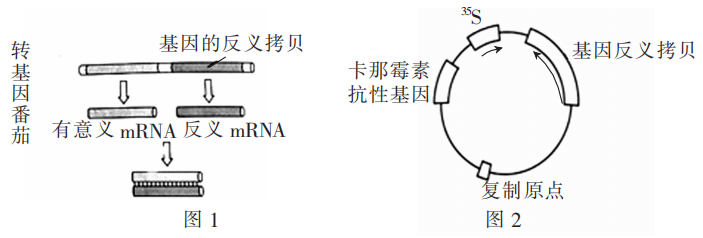 转基因番茄
基因的反义拷贝
有意义 mRNA 反义 mRNA
图 1
35S
卡那霉素
抗性基因
基因反义拷贝
复制原点
图 2